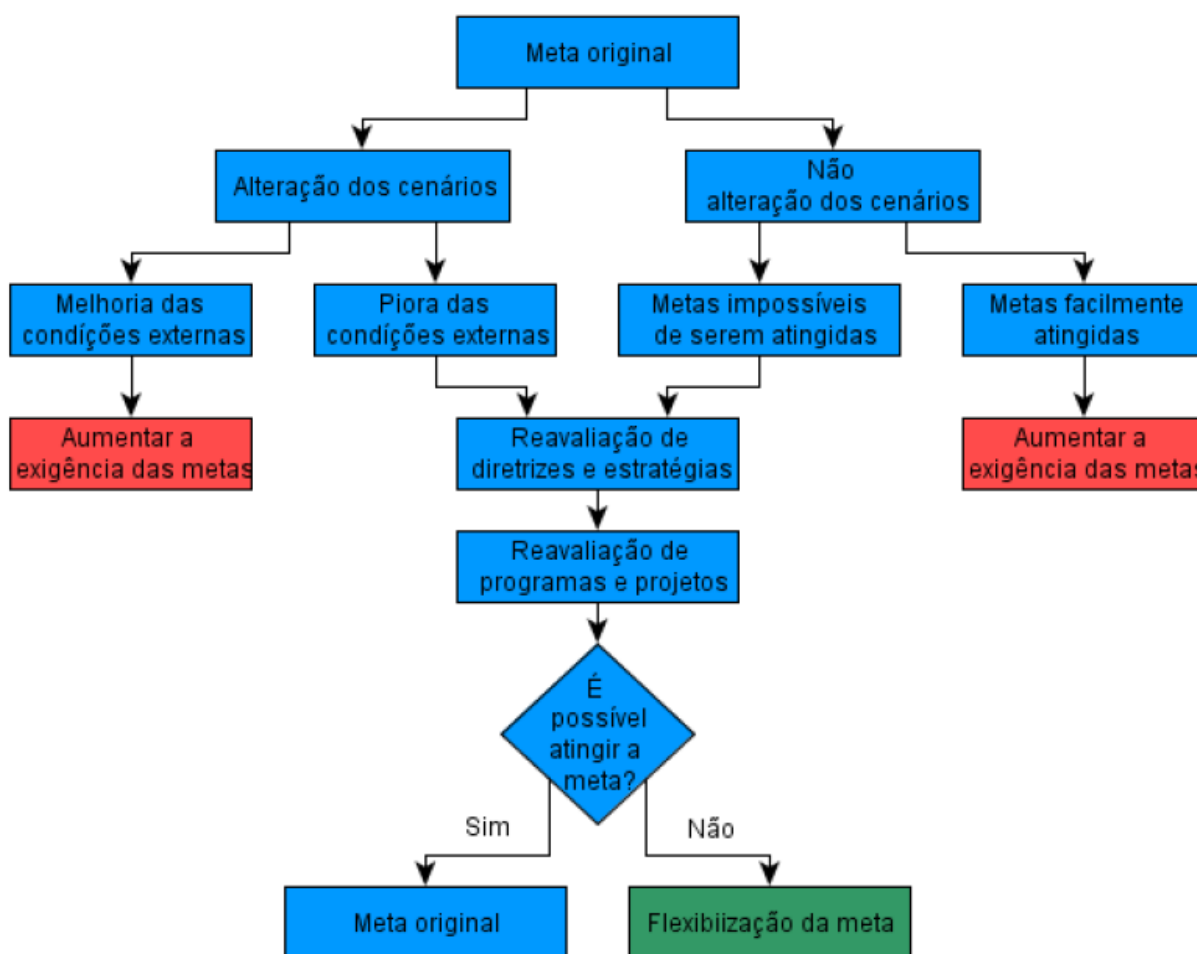 Meta original
Alteração dos cenários
Não
alteração dos cenários
Melhoria das
condições externas
Piora das
condições externas
Metas impossíveis
de serem atingidas
Metas facilmente
atingidas
Aumentar a
exigência das metas
Reavaliação de
diretrizes e estratégias
Aumentar a
exigência das metas
Reavaliação de
programas e projetos
É
possível
atingir a
meta?
Sim
Não
Meta original
Flexibiização da meta